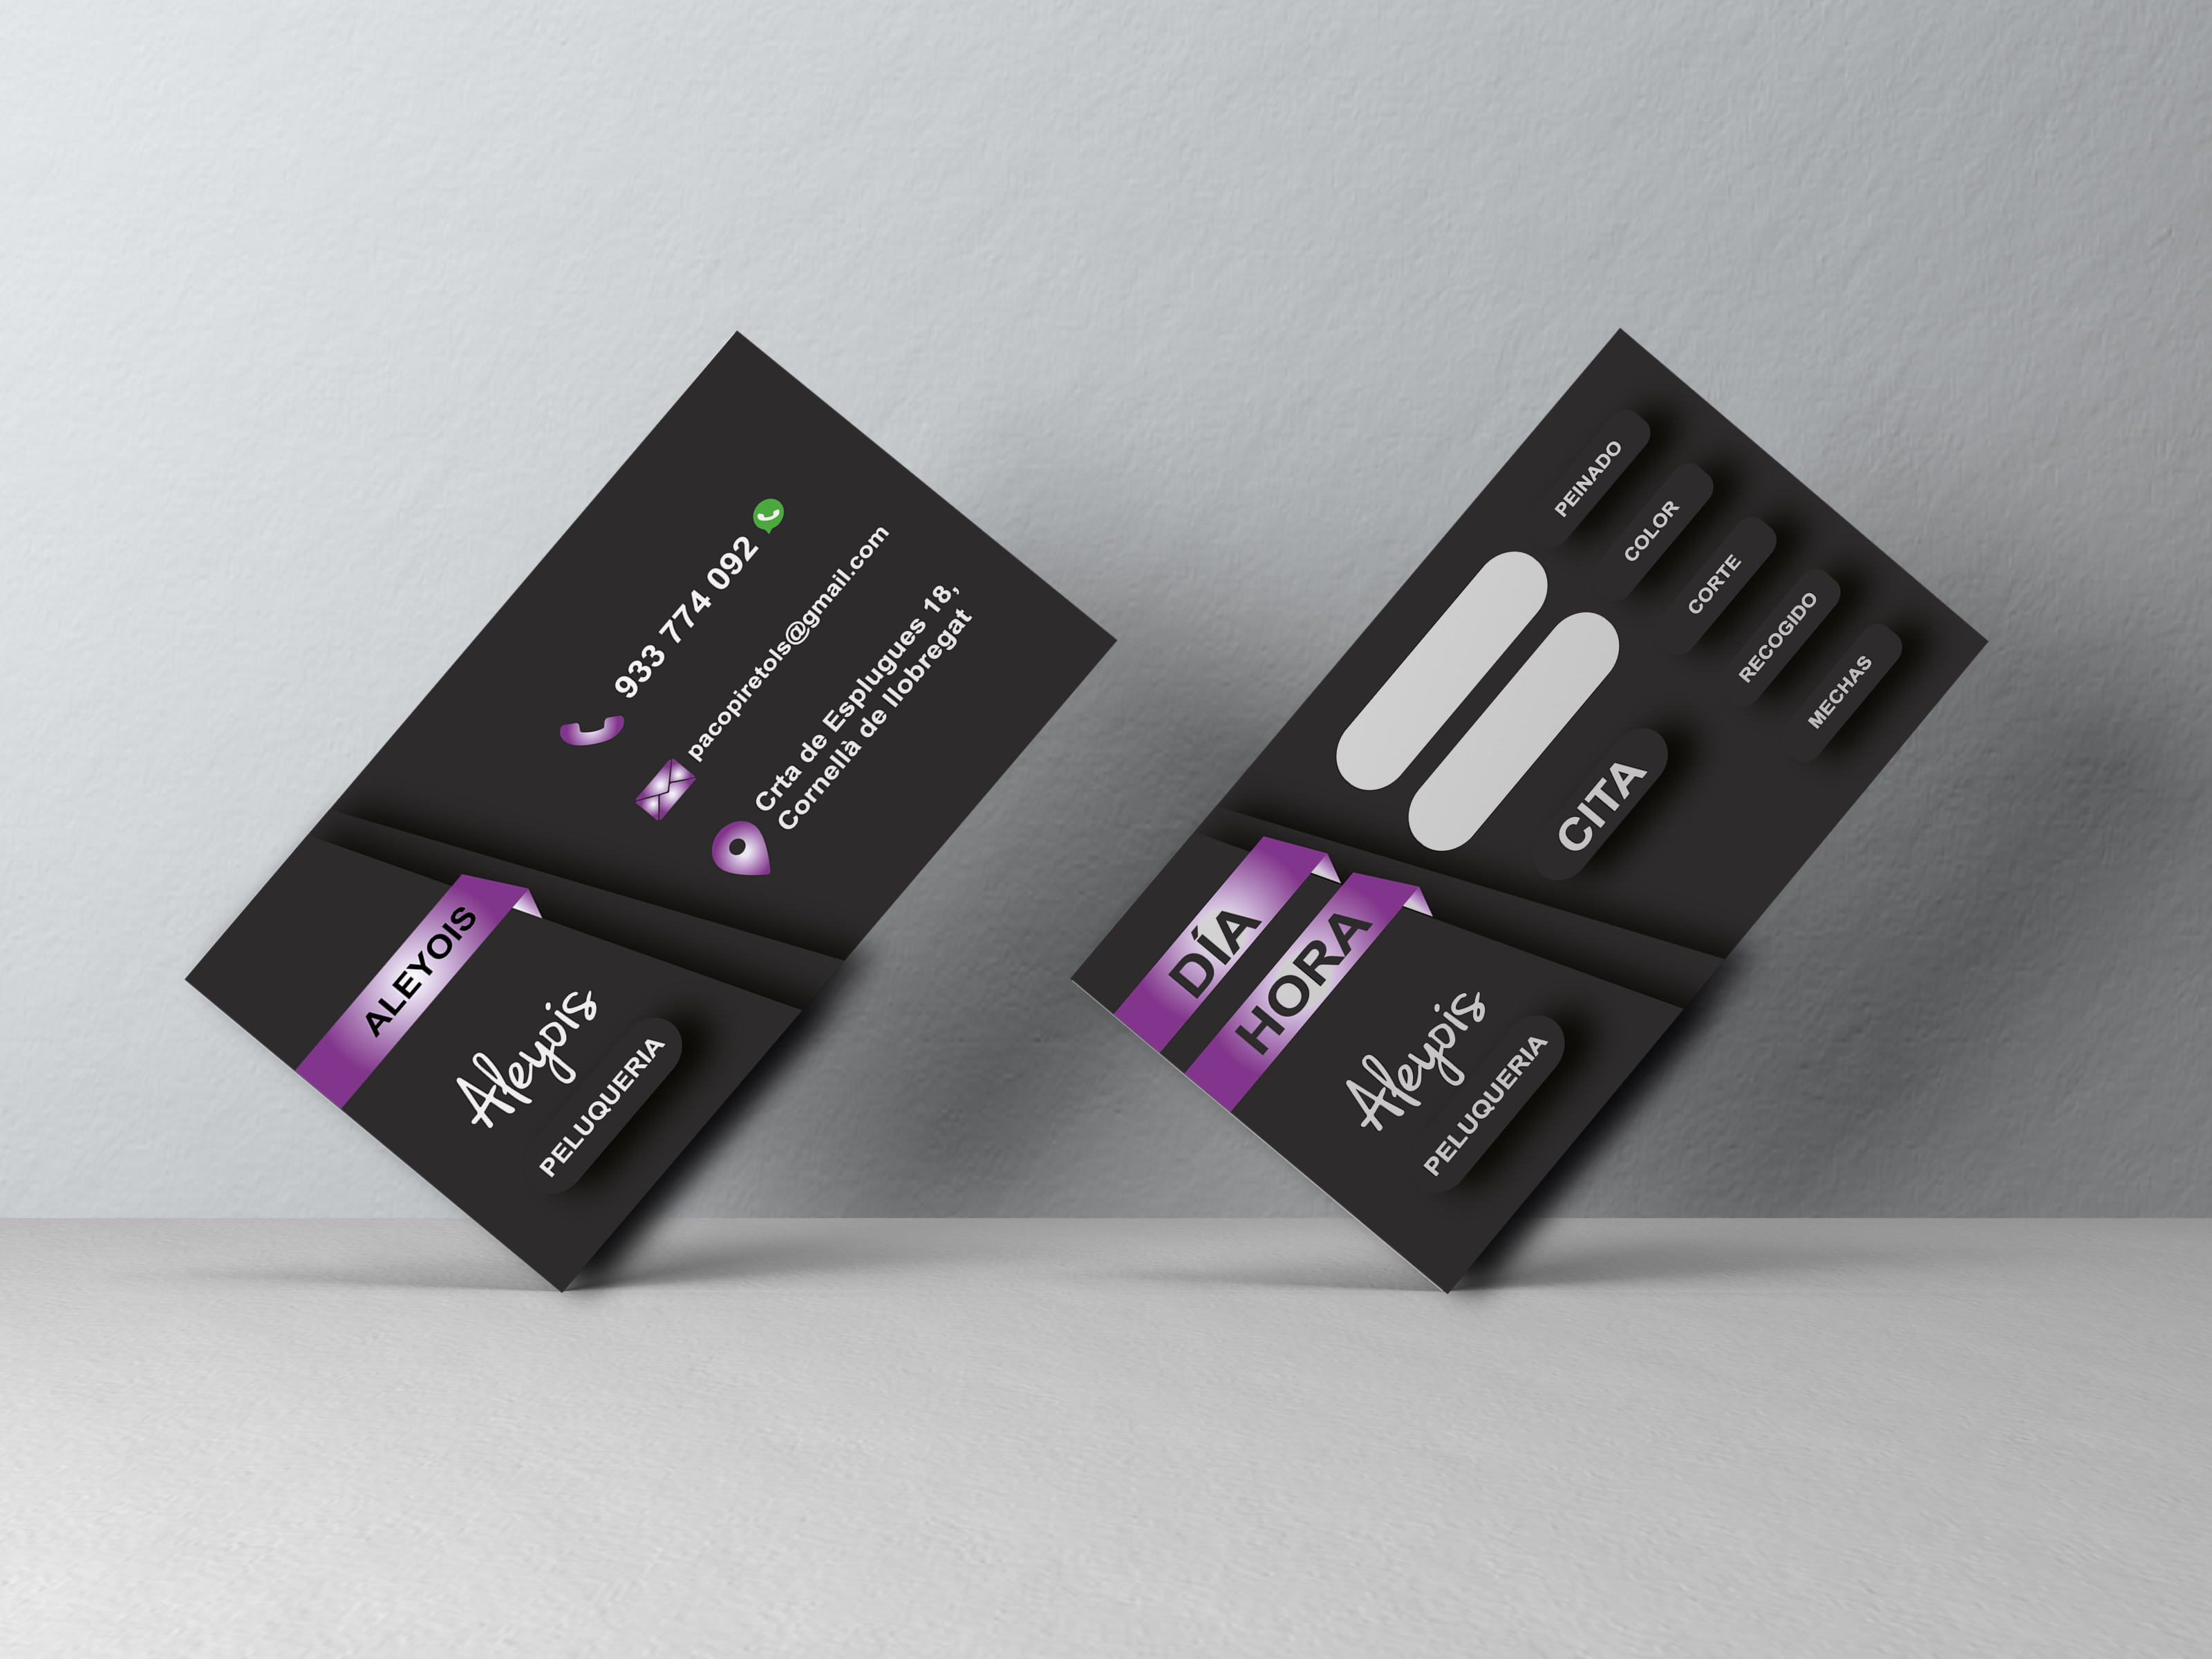 ALEYOIS
Aleyois
PELUQUERIA
933 774 092
pacopiretols@gmail.com
Crta de Esplugues 18,
Cornellà de llobregat
DÍA
HORA
Aleyois
PELUQUERIA
CITA
PEINADO
COLOR
CORTE
RECOGIDO
MECHAS